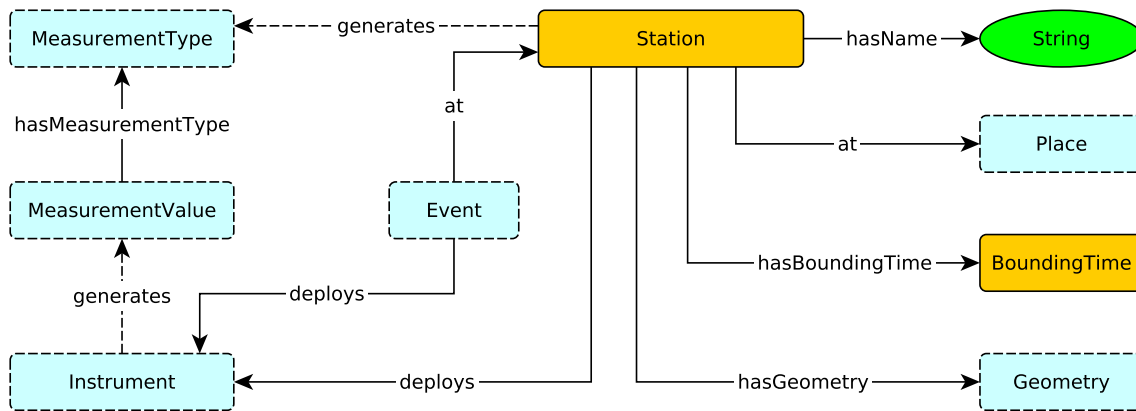 MeasurementType
generates
Station
hasName
String
at
hasMeasurementType
at
Place
MeasurementValue
Event
hasBoundingTime
BoundingTime
generates
deploys
Instrument
deploys
hasGeometry
Geometry